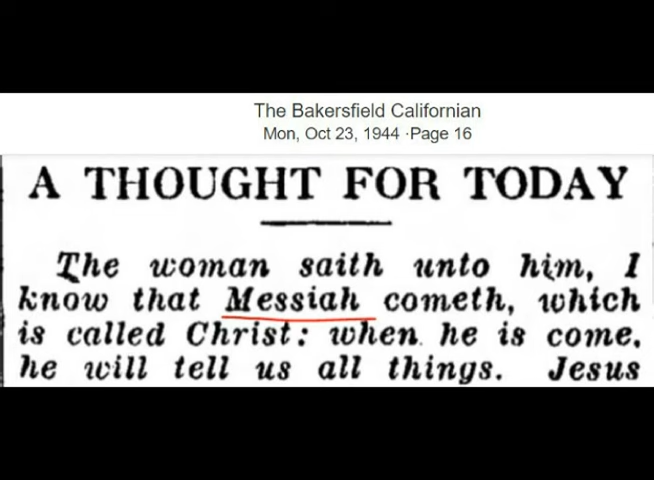 The Bakersfield Californian
Mon, Oct 23, 1944 ·Page 16
A THOUGHT FOR TODAY
The woman saith unto him, I
know that Messiah cometh, which
is called Christ: when he is come,
he will tell us all things. Jesus